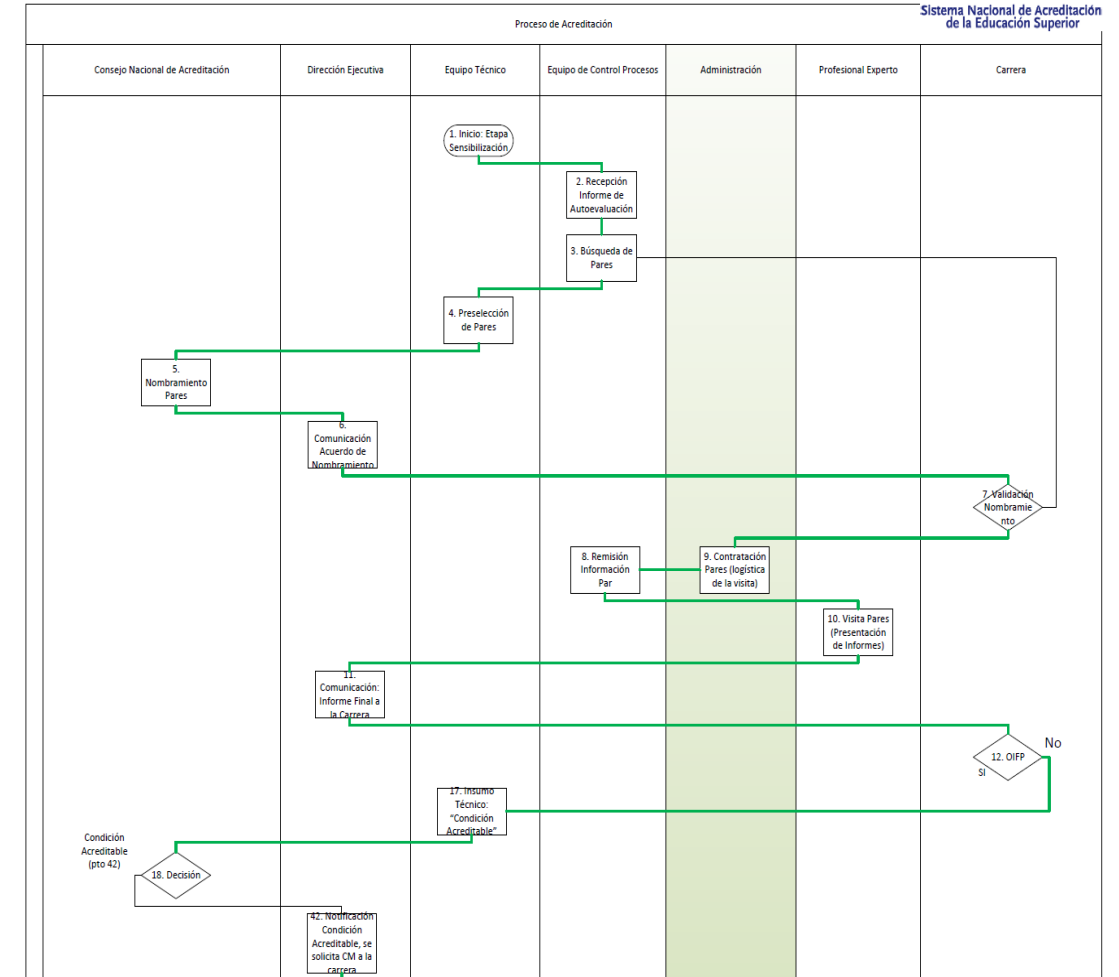 Sistema Nacional de Acreditación
de la Educación Superior
Proceso de Acreditación
Consejo Nacional de Acreditación
Dirección Ejecutiva
Equipo Técnico
Equipo de Control Procesos
Administración
Profesional Experto
Carrera
1. Inicio: Etapa
Sensibilización
2. Recepción
Informe de
Autoevaluación
3. Búsqueda de
Pares
4. Preselección
de Pares
5.
Nombramiento
Pares
6.
Comunicación
Acuerdo de
Nombramiento
7. Validación
Nombramie
nto
8. Remisión
Información
Par
9. Contratación
Pares (logística
de la visita)
10. Visita Pares
(Presentación
de Informes)
11.
Comunicación:
Informe Final a
la Carrera
12. OIFP
No
SI
17. Insumo
Técnico:
“Condición
Acreditable”
Condición
Acreditable
(pto 42)
18. Decisión
42. Notificación
Condición
Acreditable, se
solicita CM a la
carrera